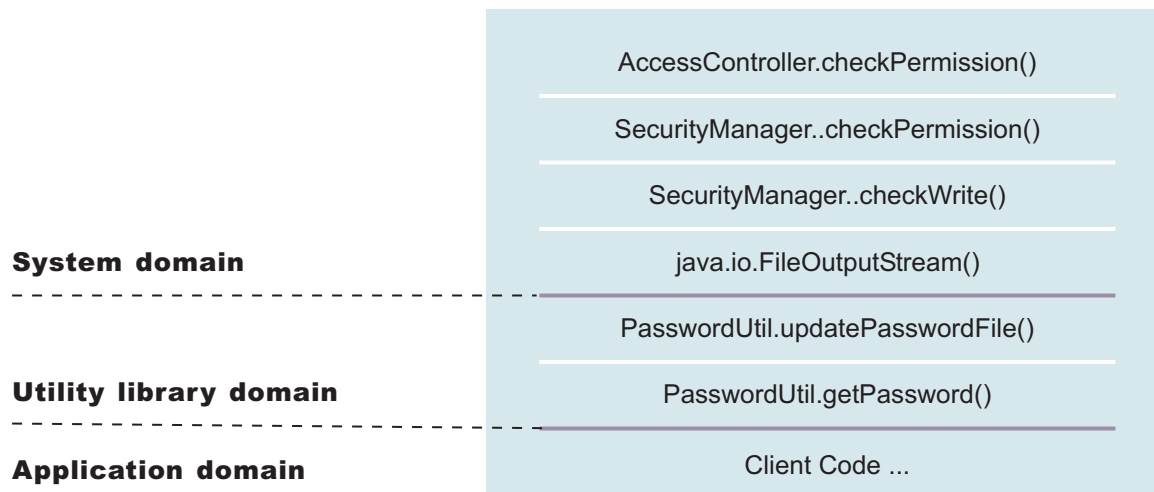 AccessController.checkPermission()
SecurityManager..checkPermission()
SecurityManager..checkWrite()
System domain
java.io.FileOutputStream()
PasswordUtil.updatePasswordFile()
Utility library domain
PasswordUtil.getPassword()
Application domain
Client Code ...